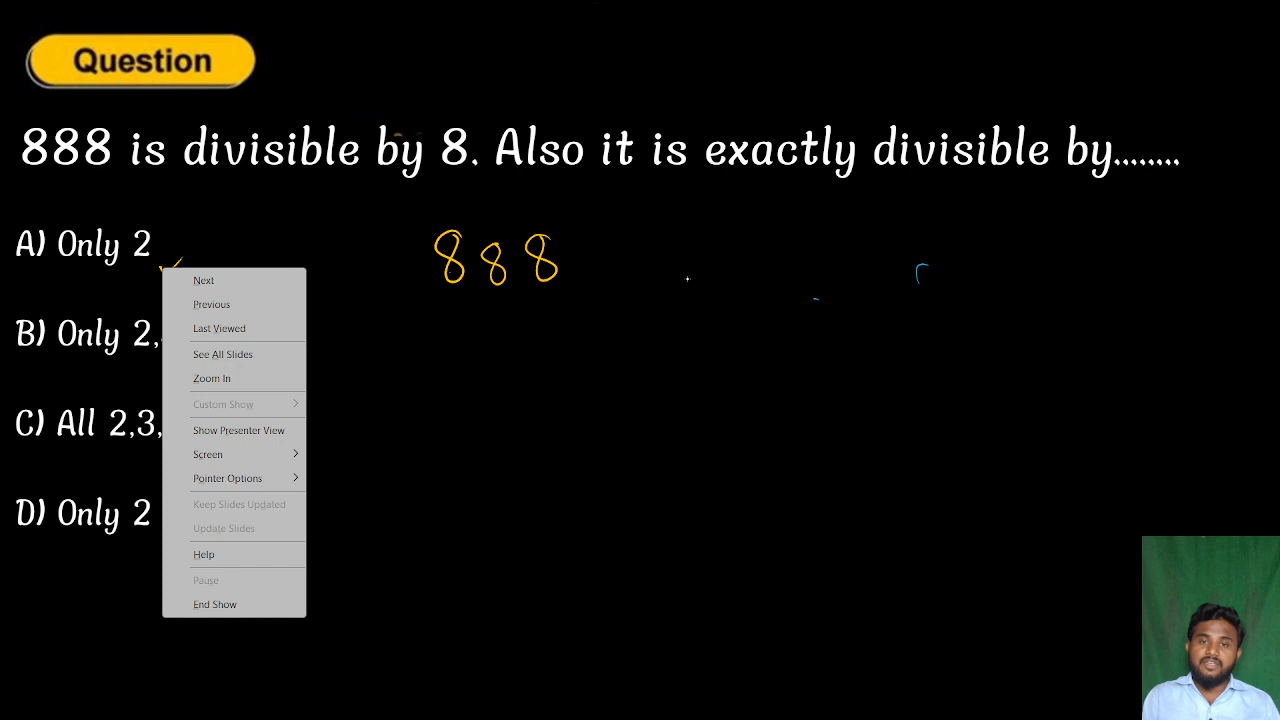 Question
888 is divisible by 8. Also it is exactly divisible by........
A) Only 2
888
B) Only 2,
C) All 2,3,
D) Only 2
Next
Previous
Last Viewed
See All Slides
Zoom In
Custom Show
Show Presenter View
Screen
Pointer Options
Keep Slides Updated
Update Slides
Help
Pause
End Show